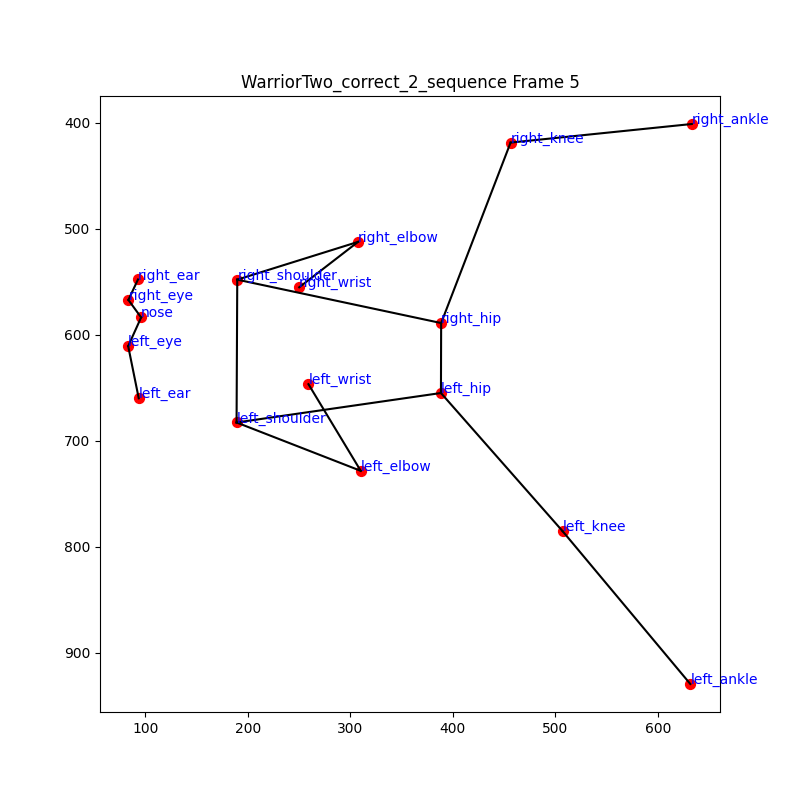 WarriorTwo_correct_2_sequence Frame 5
400
right_ankle
right_knee
500
right_elbow
right_ear
right_shoulder
right_wrist
right_eye
nose
right_hip
600
left_eye
left_wrist
left_hip
left_ear
left_shoulder
700
left_elbow
left_knee
800
900
left_ankle
100 200 300 400 500 600